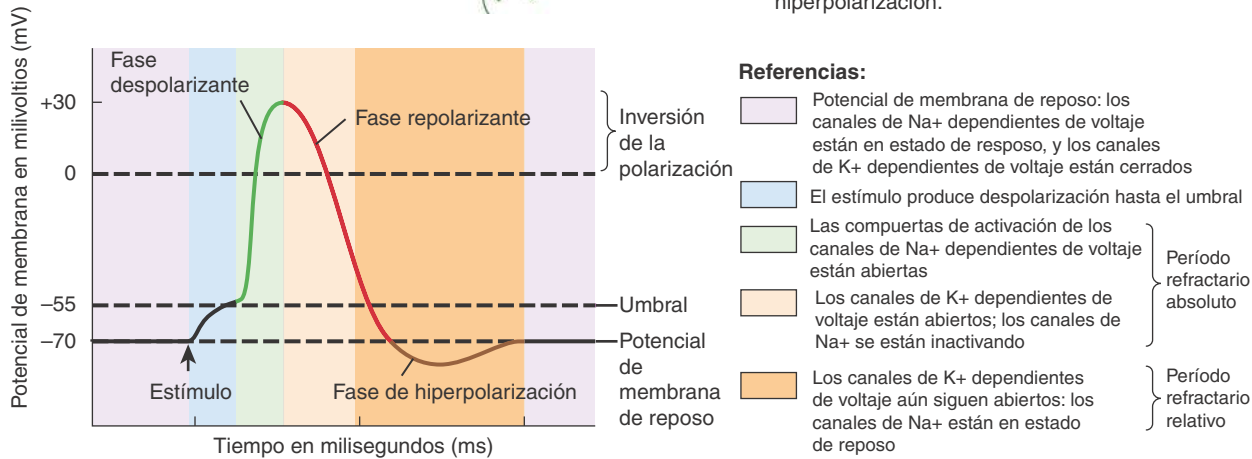 hiperpolarización.
Potencial de membrana en milivoltios (mV)
+30
0
–55
–70
Fase
despolarizante
Fase repolarizante
Inversión
de la
polarización
Umbral
Potencial
de
membrana
de reposo
Estímulo
Fase de hiperpolarización
Tiempo en milisegundos (ms)
Referencias:
Potencial de membrana de reposo: los
canales de Na+ dependientes de voltaje
están en estado de resposo, y los canales
de K+ dependientes de voltaje están cerrados
El estímulo produce despolarización hasta el umbral
Las compuertas de activación de los
canales de Na+ dependientes de voltaje
están abiertas
Los canales de K+ dependientes de
voltaje están abiertos; los canales de
Na+ se están inactivando
Período
refractario
absoluto
Los canales de K+ dependientes
de voltaje aún siguen abiertos: los
canales de Na+ están en estado
de reposo
Período
refractario
relativo